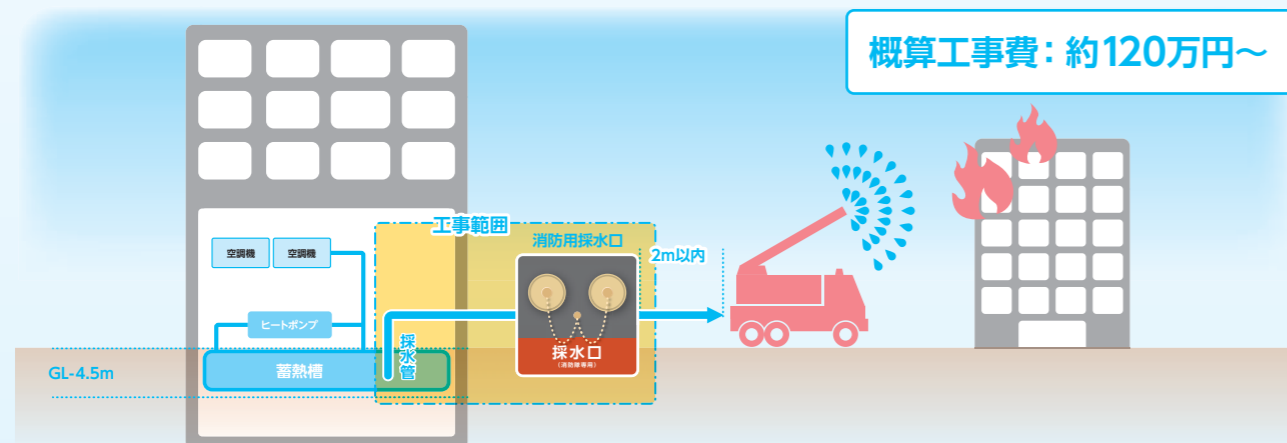 概算工事費：約120万円～
工事範囲
消防用採水口
2m以内
空調機
空調機
ヒートポンプ
採水管
採水口
（消防隊専用）
GL-4.5m
蓄熱槽